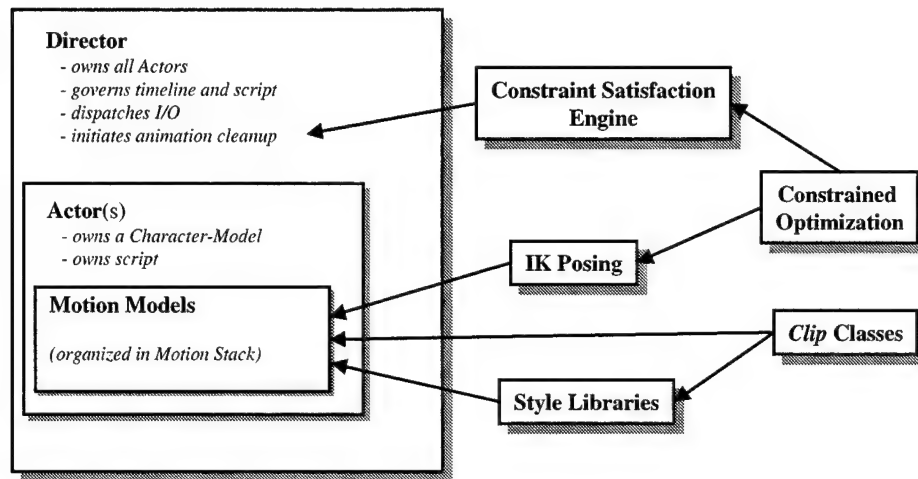 Director
- owns all Actors
- governs timeline and script
- dispatches I/O
- initiates animation cleanup
Actor(s)
- owns a Character-Model
- owns script
Motion Models
(organized in Motion Stack)
Constraint Satisfaction
Engine
Constrained
Optimization
IK Posing
Clip Classes
Style Libraries